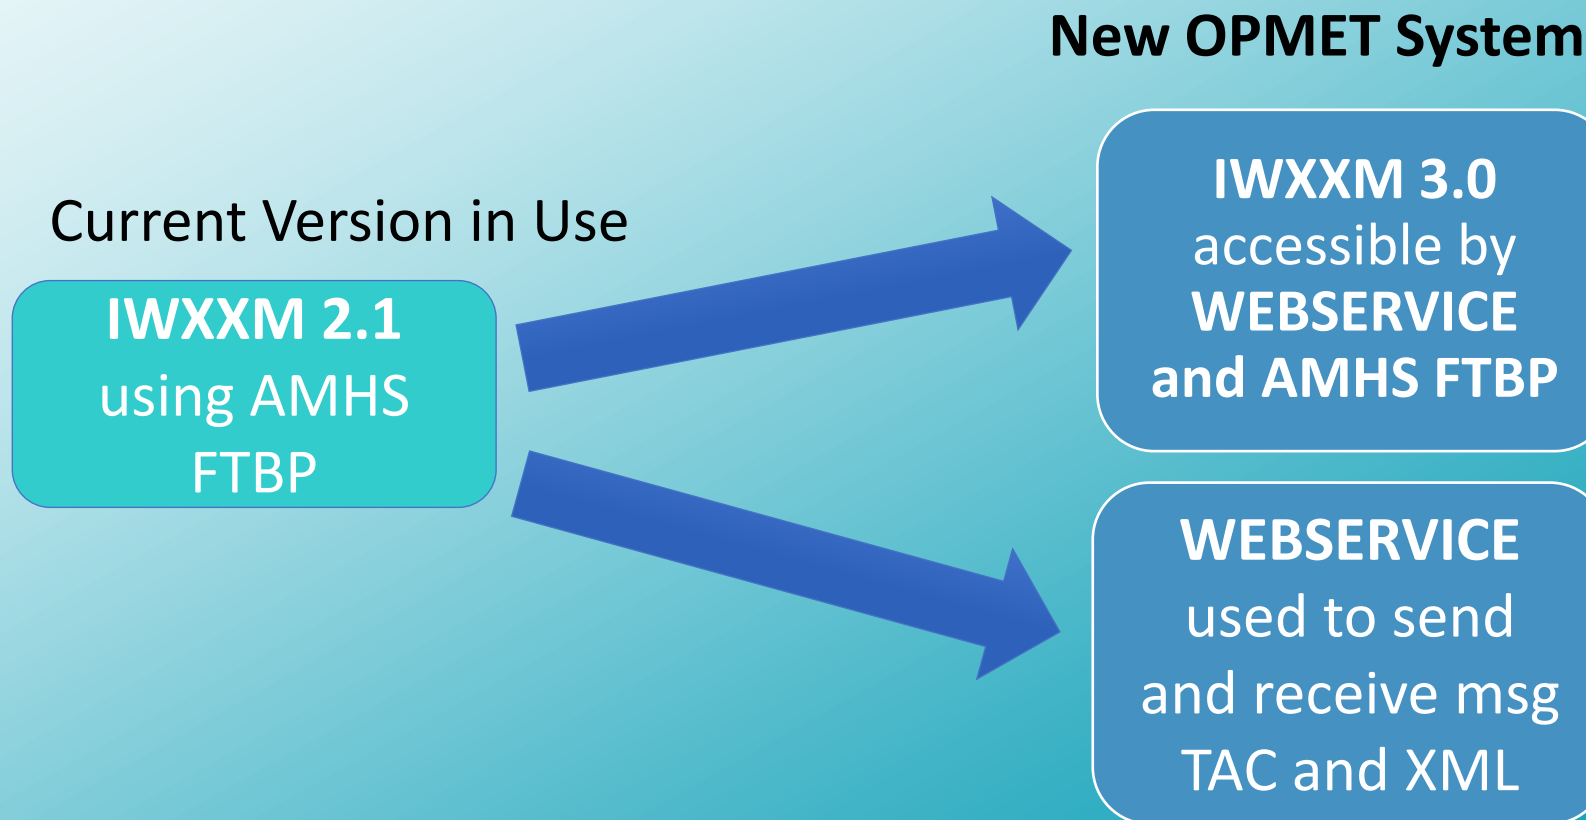 New OPMET System
Current Version in Use
IWXXM 2.1
using AMHS
FTBP
IWXXM 3.0
accessible by
WEBSERVICE
and AMHS FTBP
WEBSERVICE
used to send
and receive msg
TAC and XML